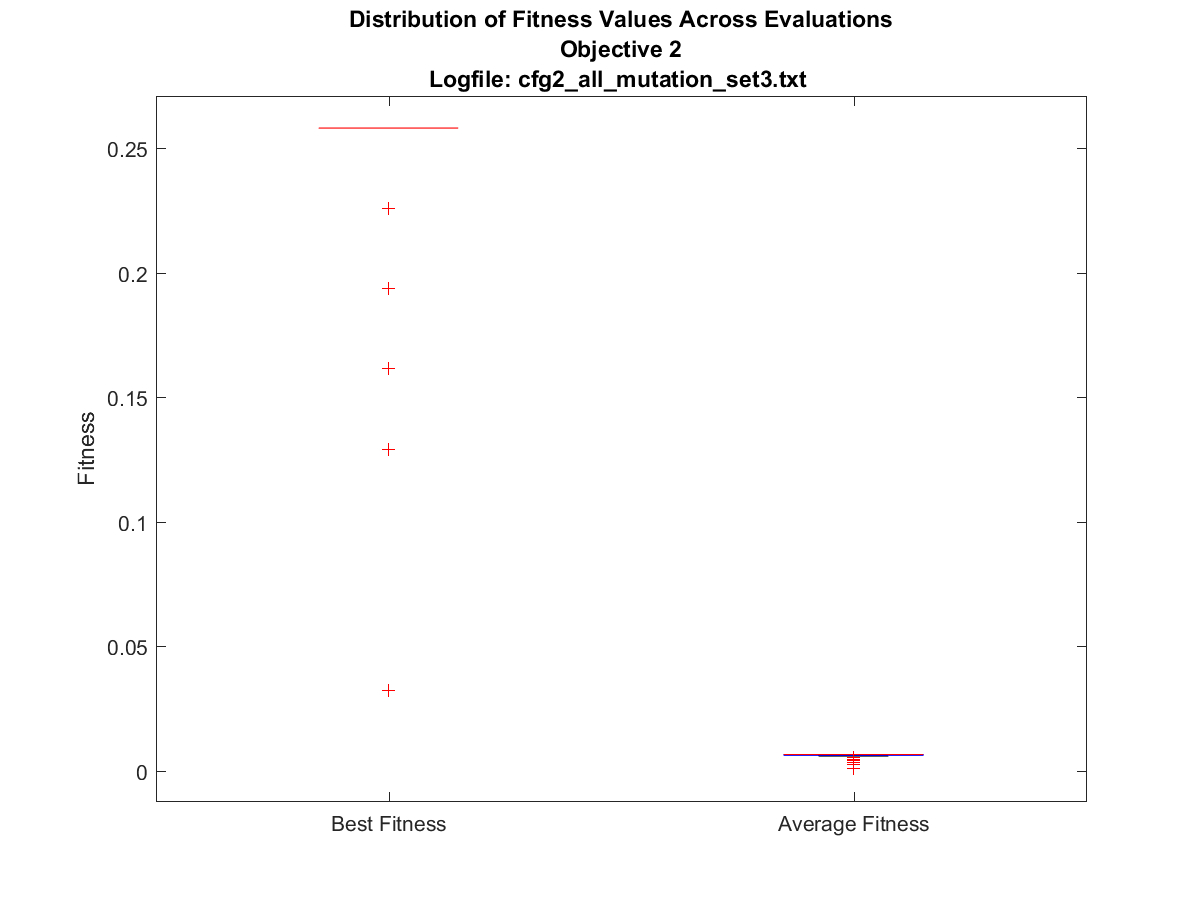 Distribution of Fitness Values Across Evaluations
Objective 2
Logfile: cfg2_all_mutation_set3.txt
0.25
0.2
0.15
0.1
0.05
0
Fitness
Best Fitness
Average Fitness